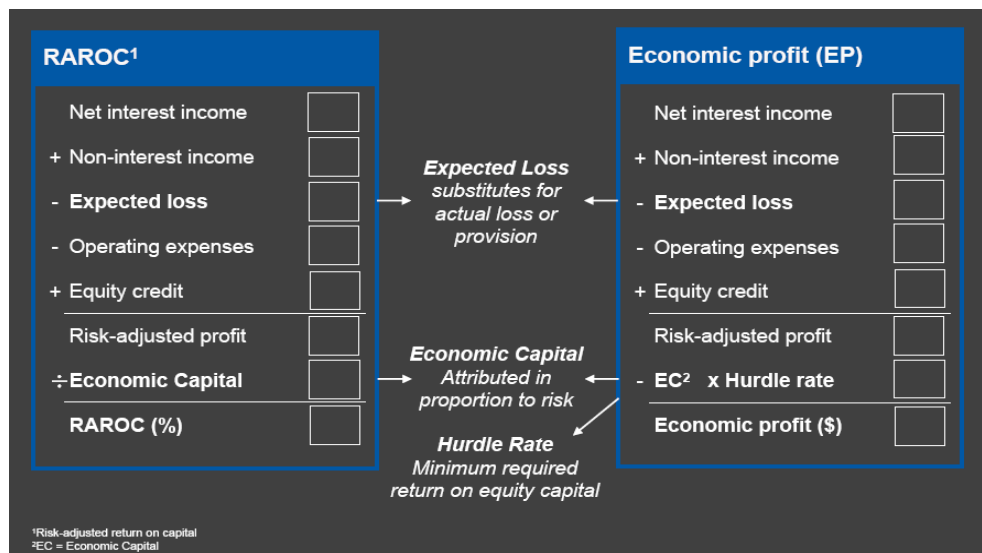 RAROC¹
Net interest income
+ Non-interest income
- Expected loss
- Operating expenses
+ Equity credit
Risk-adjusted profit
÷Economic Capital
RAROC (%)
Expected Loss
substitutes for
actual loss or
provision
Economic Capital
Attributed in
proportion to risk
Hurdle Rate
Minimum required
return on equity capital
Economic profit (EP)
Net interest income
+ Non-interest income
- Expected loss
- Operating expenses
+ Equity credit
Risk-adjusted profit
- EC² x Hurdle rate
Economic profit ($)
¹Risk-adjusted return on capital
²EC = Economic Capital